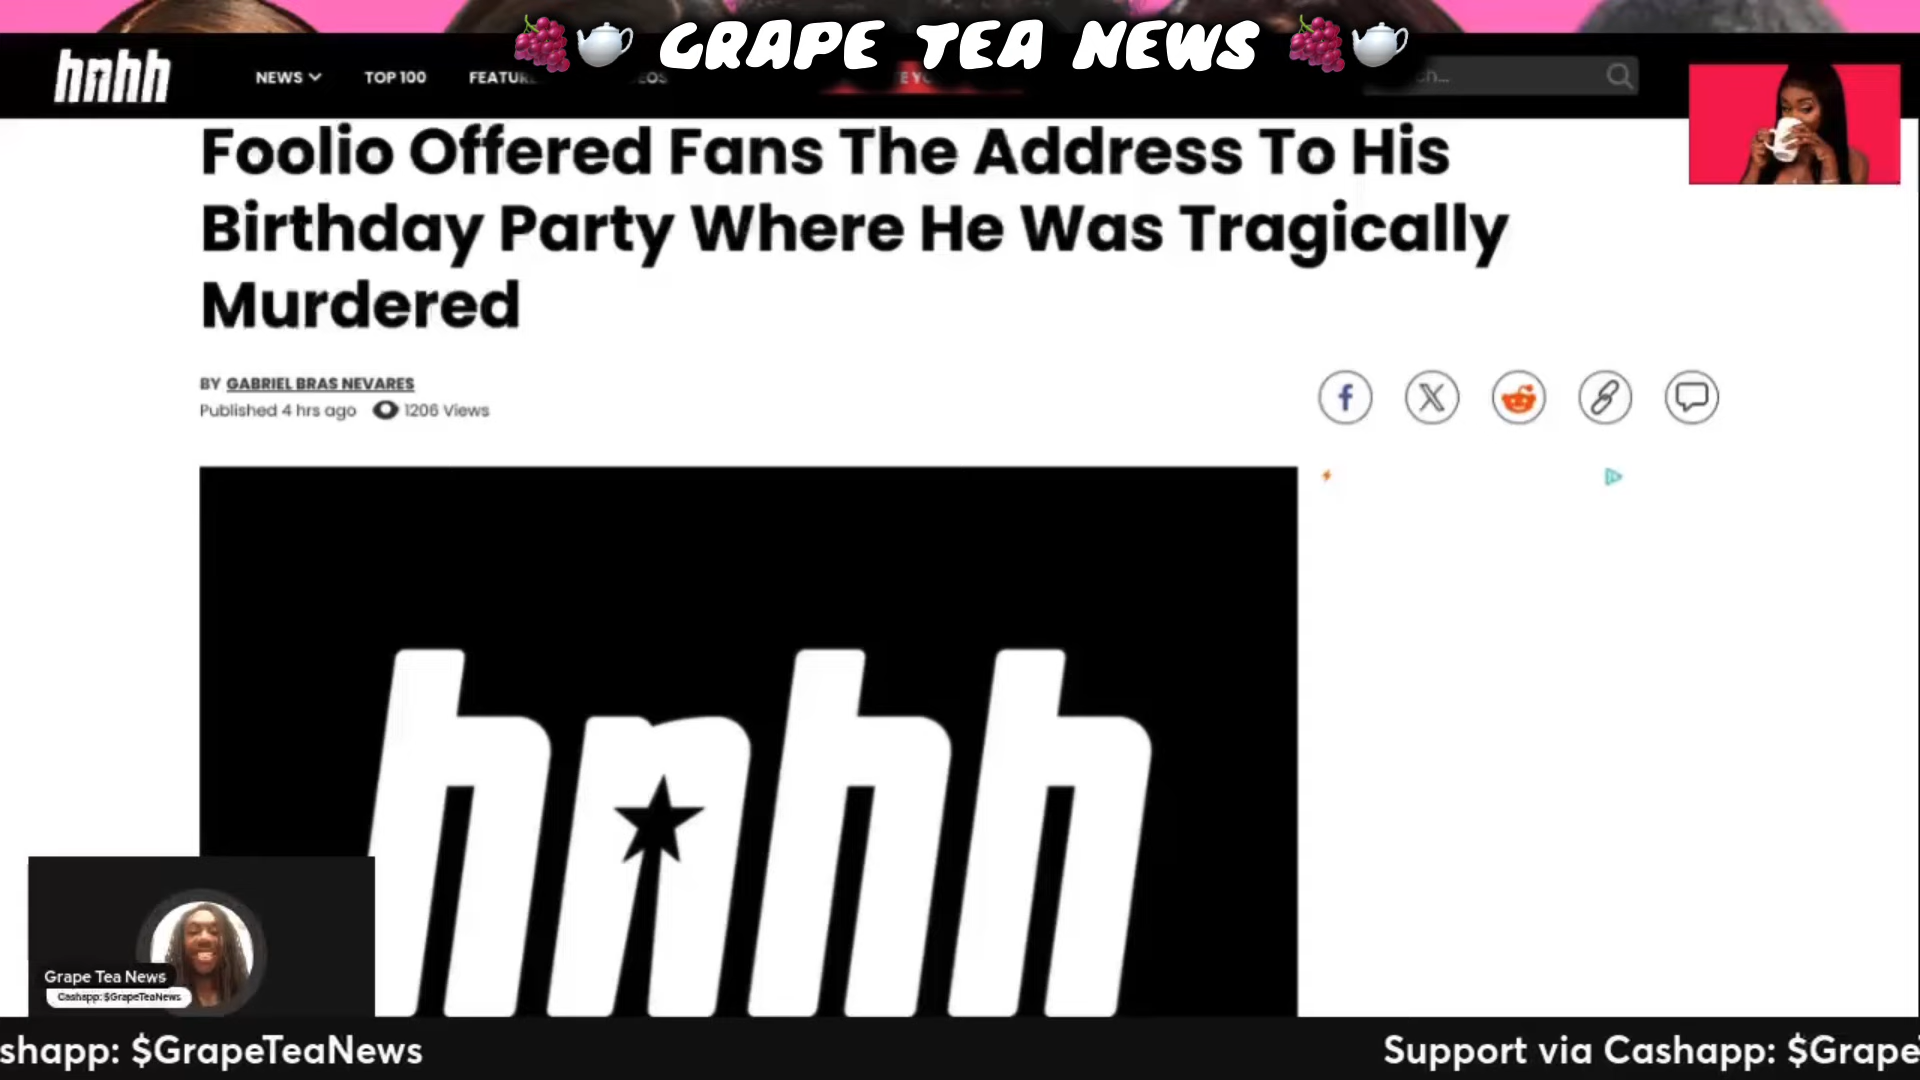 GRAPE TEA NEWS
hnhh
NEWS TOP 100
Foolio Offered Fans The Address To His
Birthday Party Where He Was Tragically
Murdered
BY GABRIEL BRAS NEVARES
Published 4 hrs ago 1206 Views
hnhh
Grape Tea News
Cashapp: $GrapeTeaNews
shapp: $GrapeTeaNews
Support via Cashapp: $Grape